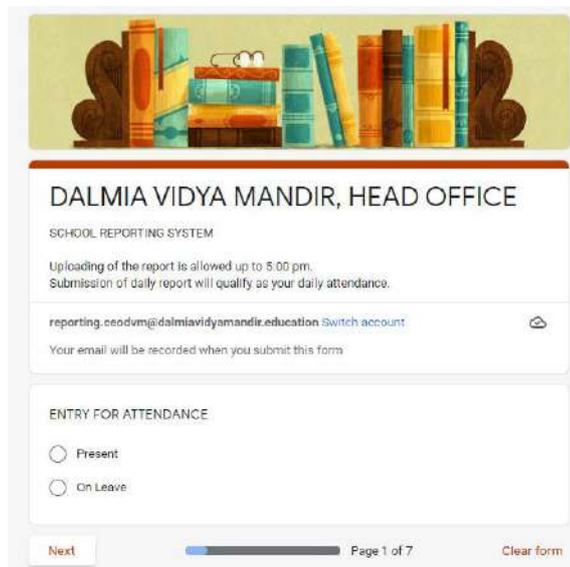 DALMIA VIDYA MANDIR, HEAD OFFICE
SCHOOL REPORTING SYSTEM
Uploading of the report is allowed up to 5:00 pm.
Submission of daily report will qualify as your daily attendance.
reporting.ceodvm@dalmiavidyamandir.education Switch account
Your email will be recorded when you submit this form
ENTRY FOR ATTENDANCE
Present
On Leave
Next Page 1 of 7 Clear form